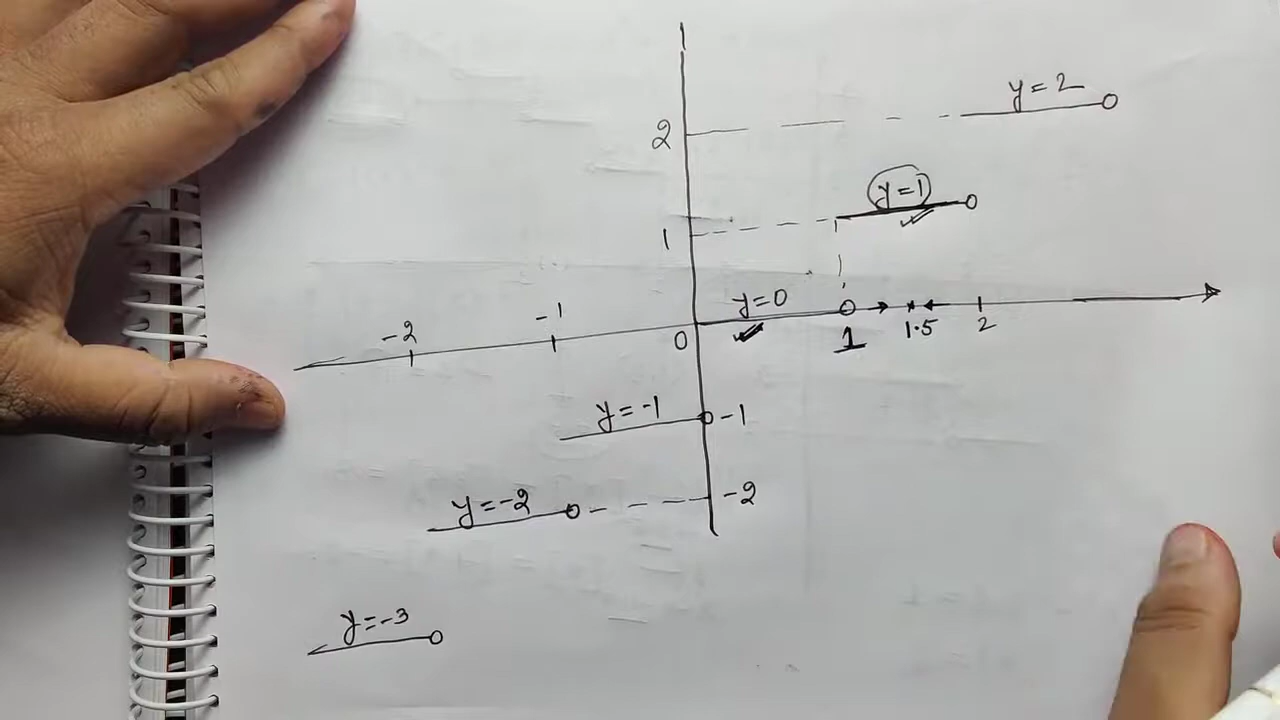 y = 2
2
y = 1
1
y = 0
-2
-1
0
1
1.5
2
y = -1
-1
y = -2
-2
y = -3